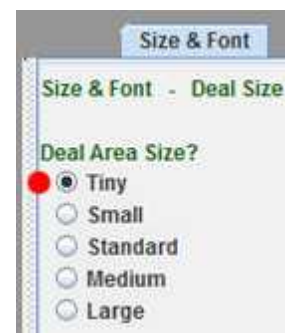 Size & Font
Size & Font - Deal Size
Deal Area Size?
Tiny
Small
Standard
Medium
Large